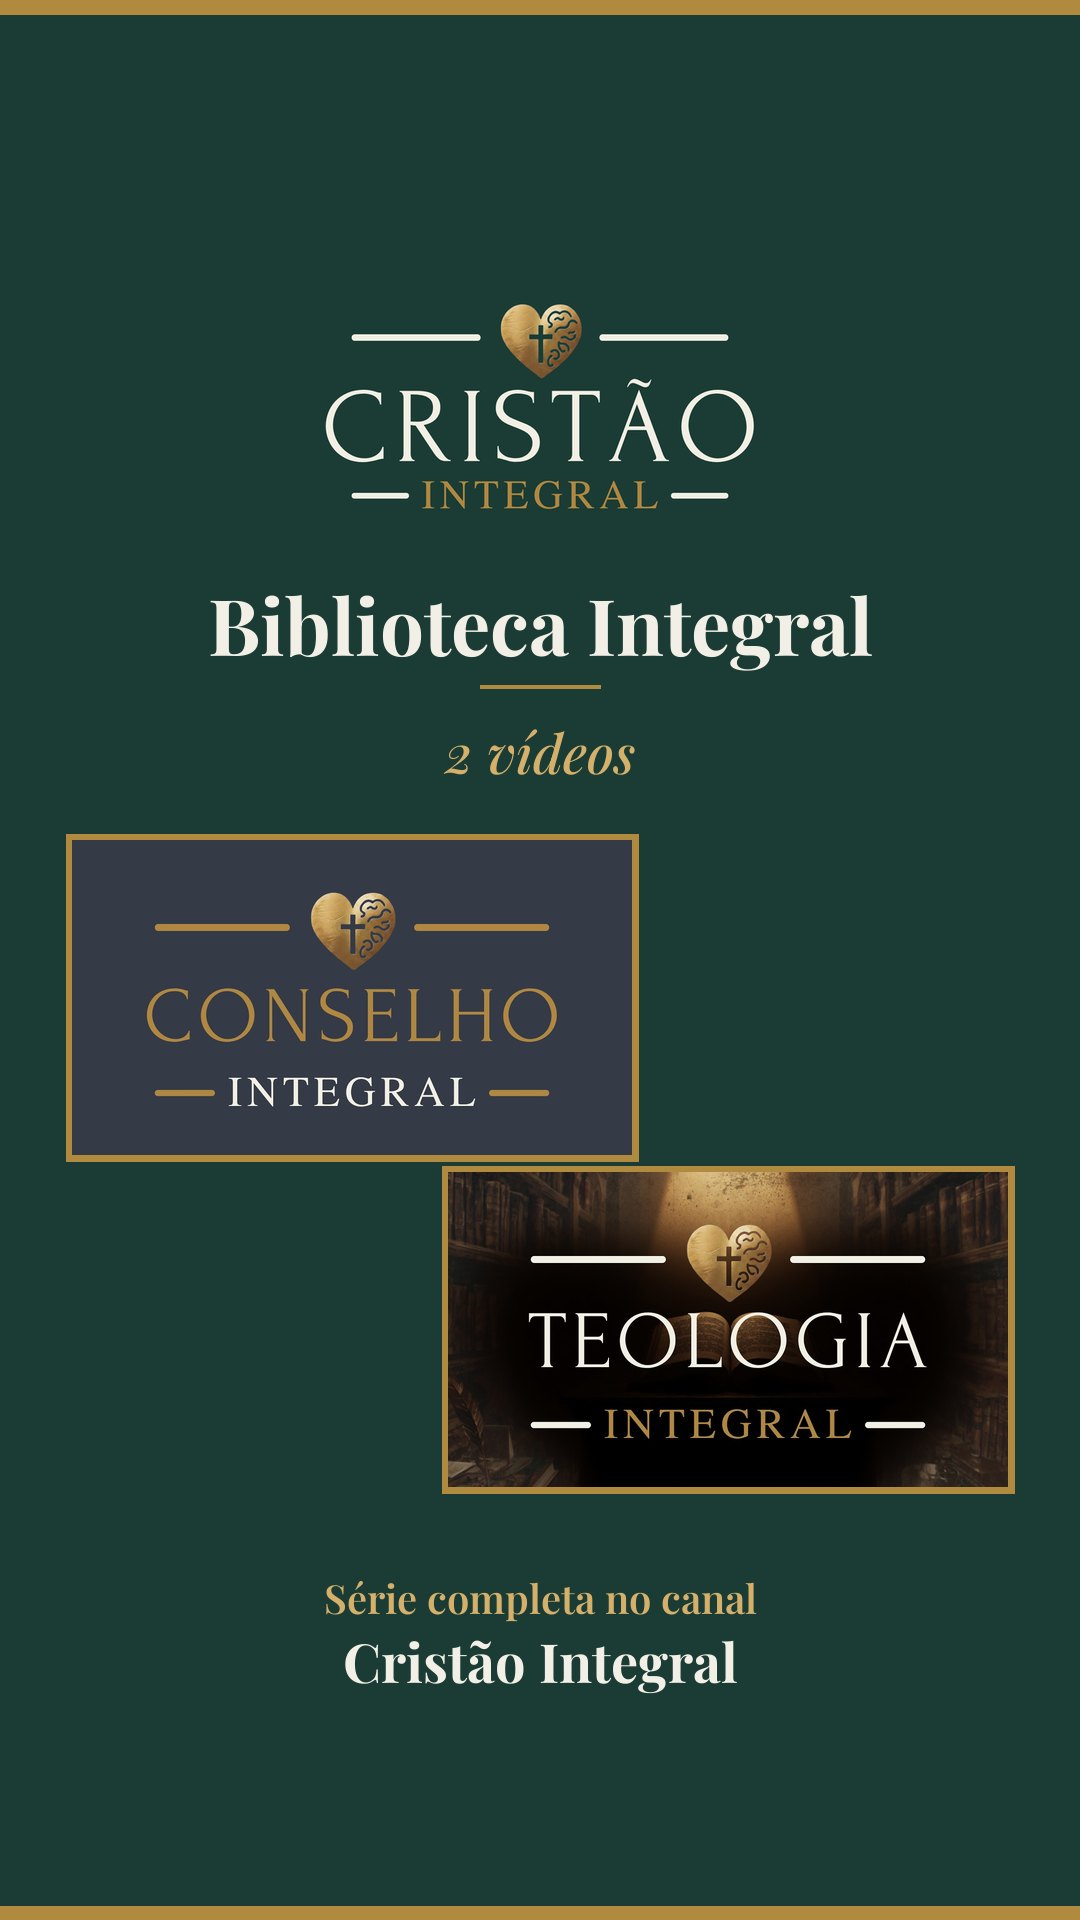 CRISTÃO
INTEGRAL
Biblioteca Integral
2 vídeos
CONSELHO
INTEGRAL
TEOLOGIA
INTEGRAL
Série completa no canal
Cristão Integral